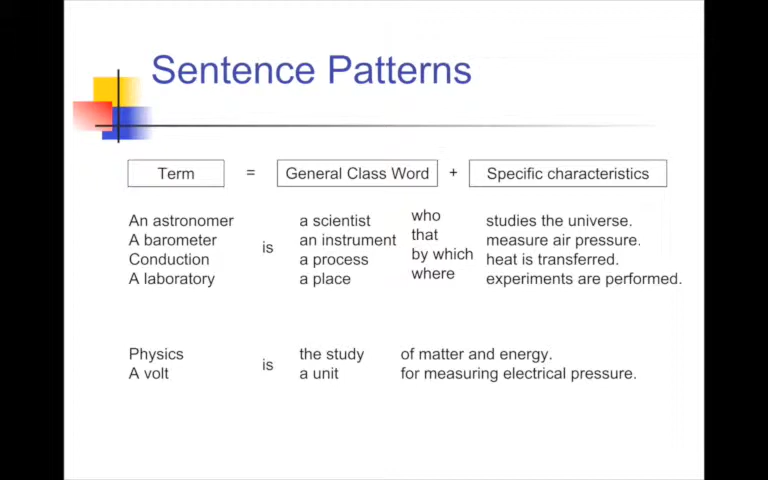 Sentence Patterns
Term = General Class Word + Specific characteristics
An astronomer a scientist who studies the universe.
A barometer is an instrument that measure air pressure.
Conduction a process by which heat is transferred.
A laboratory a place where experiments are performed.
Physics the study of matter and energy.
A volt is a unit for measuring electrical pressure.